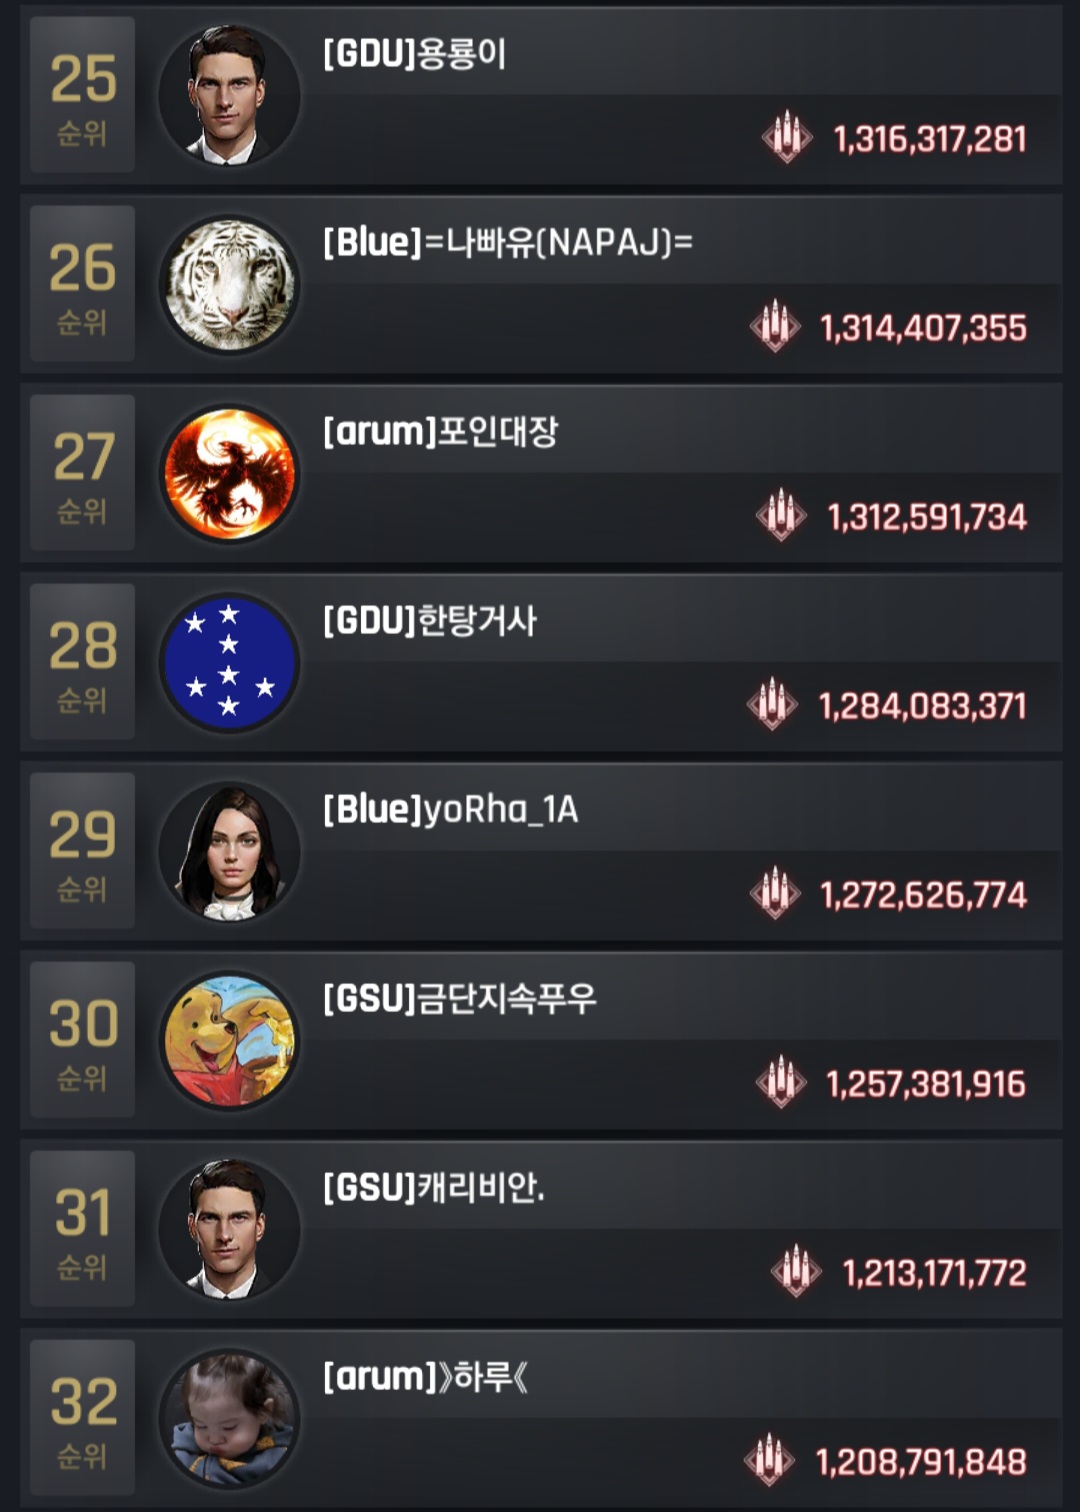 25
순위
[GDU]용룡이
1,316,317,281
26
순위
[Blue]=나빠유(NAPAJ)=
1,314,407,355
27
순위
[arum]포인대장
1,312,591,734
28
순위
[GDU]한탕거사
1,284,083,371
29
순위
[Blue]yoRha_1A
1,272,626,774
30
순위
[GSU]금단지속푸우
1,257,381,916
31
순위
[GSU]캐리비안.
1,213,171,772
32
순위
[arum]》하루《
1,208,791,848